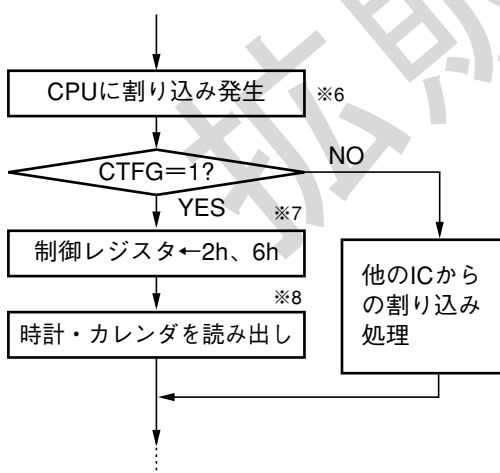 CPUに割り込み発生
※6
CTFG＝1?
NO
YES
※7
制御レジスタ←2h、6h
※8
時計・カレンダを読み出し
他のICから
の割り込み
処理